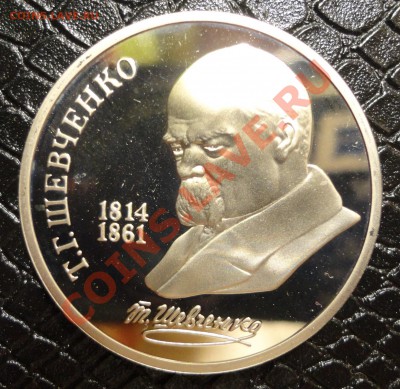 Т.Г.ШЕВЧЕНКО
1814
1861
Т. Шевченко
COINS.LAVE.RU